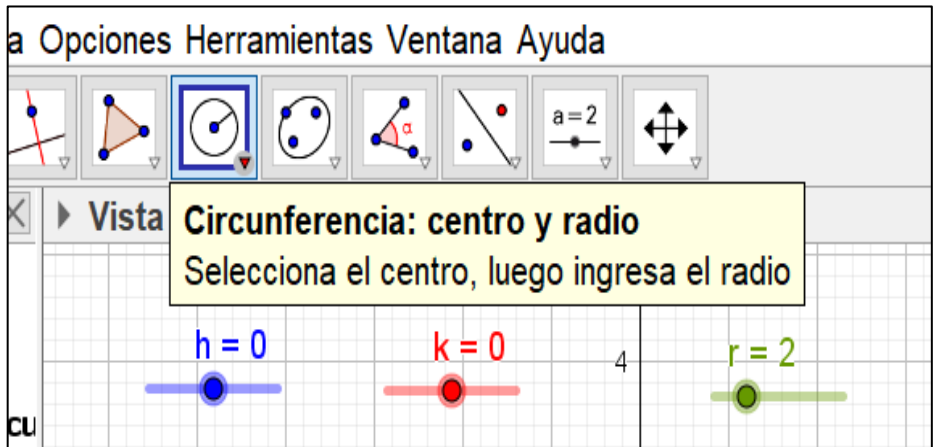 a Opciones Herramientas Ventana Ayuda
α
a=2
Vista
Circunferencia: centro y radio
Selecciona el centro, luego ingresa el radio
h = 0
k = 0
4
r = 2
cu